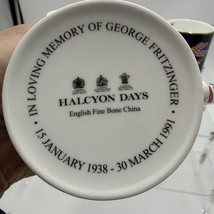 · IN LOVING MEMORY OF GEORGE FRITZINGER ·
HALCYON DAYS
English Fine Bone China
15 JANUARY 1938 - 30 MARCH 1991